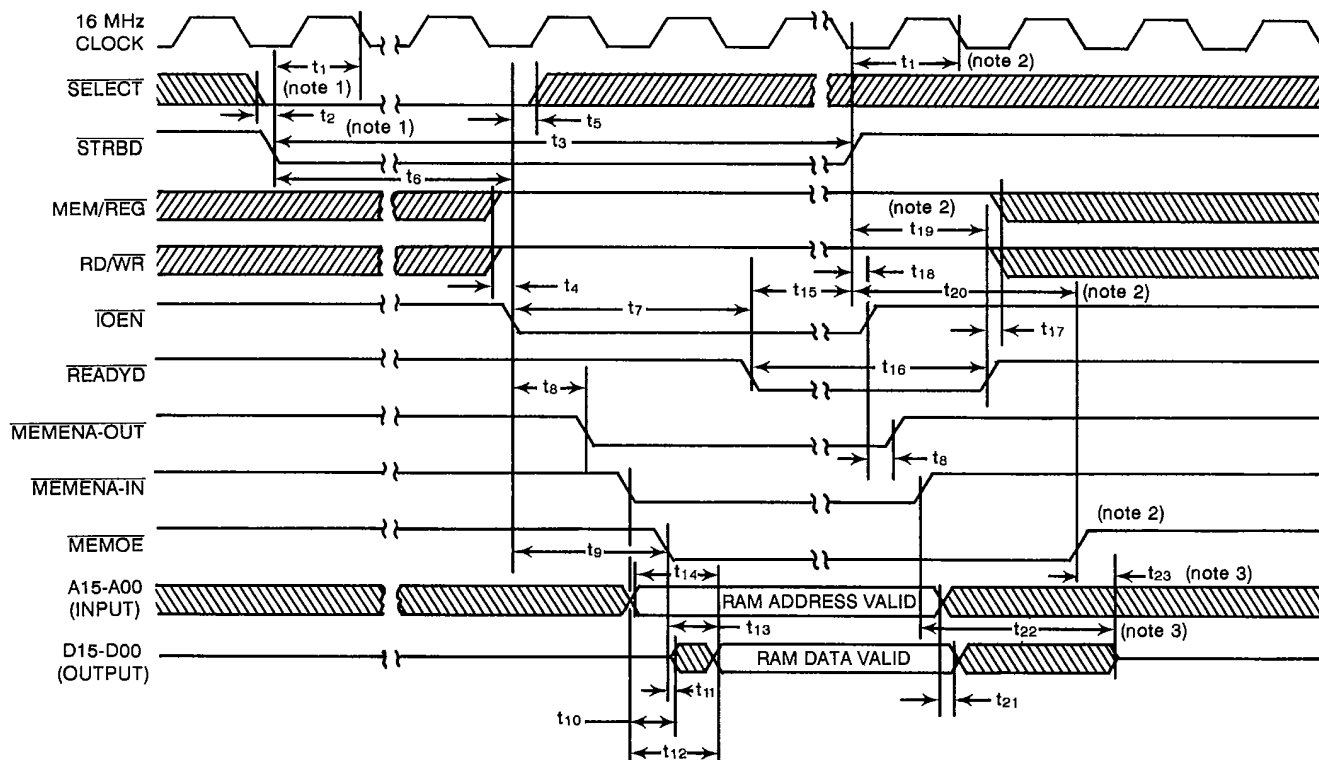 16 MHz
CLOCK
t1
(note 1)
t1
(note 2)
SELECT
t2
(note 1)
t5
STRBD
t3
t6
MEM/REG
(note 2)
t19
RD/WR
t4
t18
t15
t20
(note 2)
IOEN
t7
t17
READYD
t8
t16
MEMENA-OUT
t8
MEMENA-IN
MEMOE
t9
(note 2)
t14
t23
(note 3)
A15-A00
(INPUT)
RAM ADDRESS VALID
t13
t22
(note 3)
D15-D00
(OUTPUT)
RAM DATA VALID
t11
t21
t10
t12